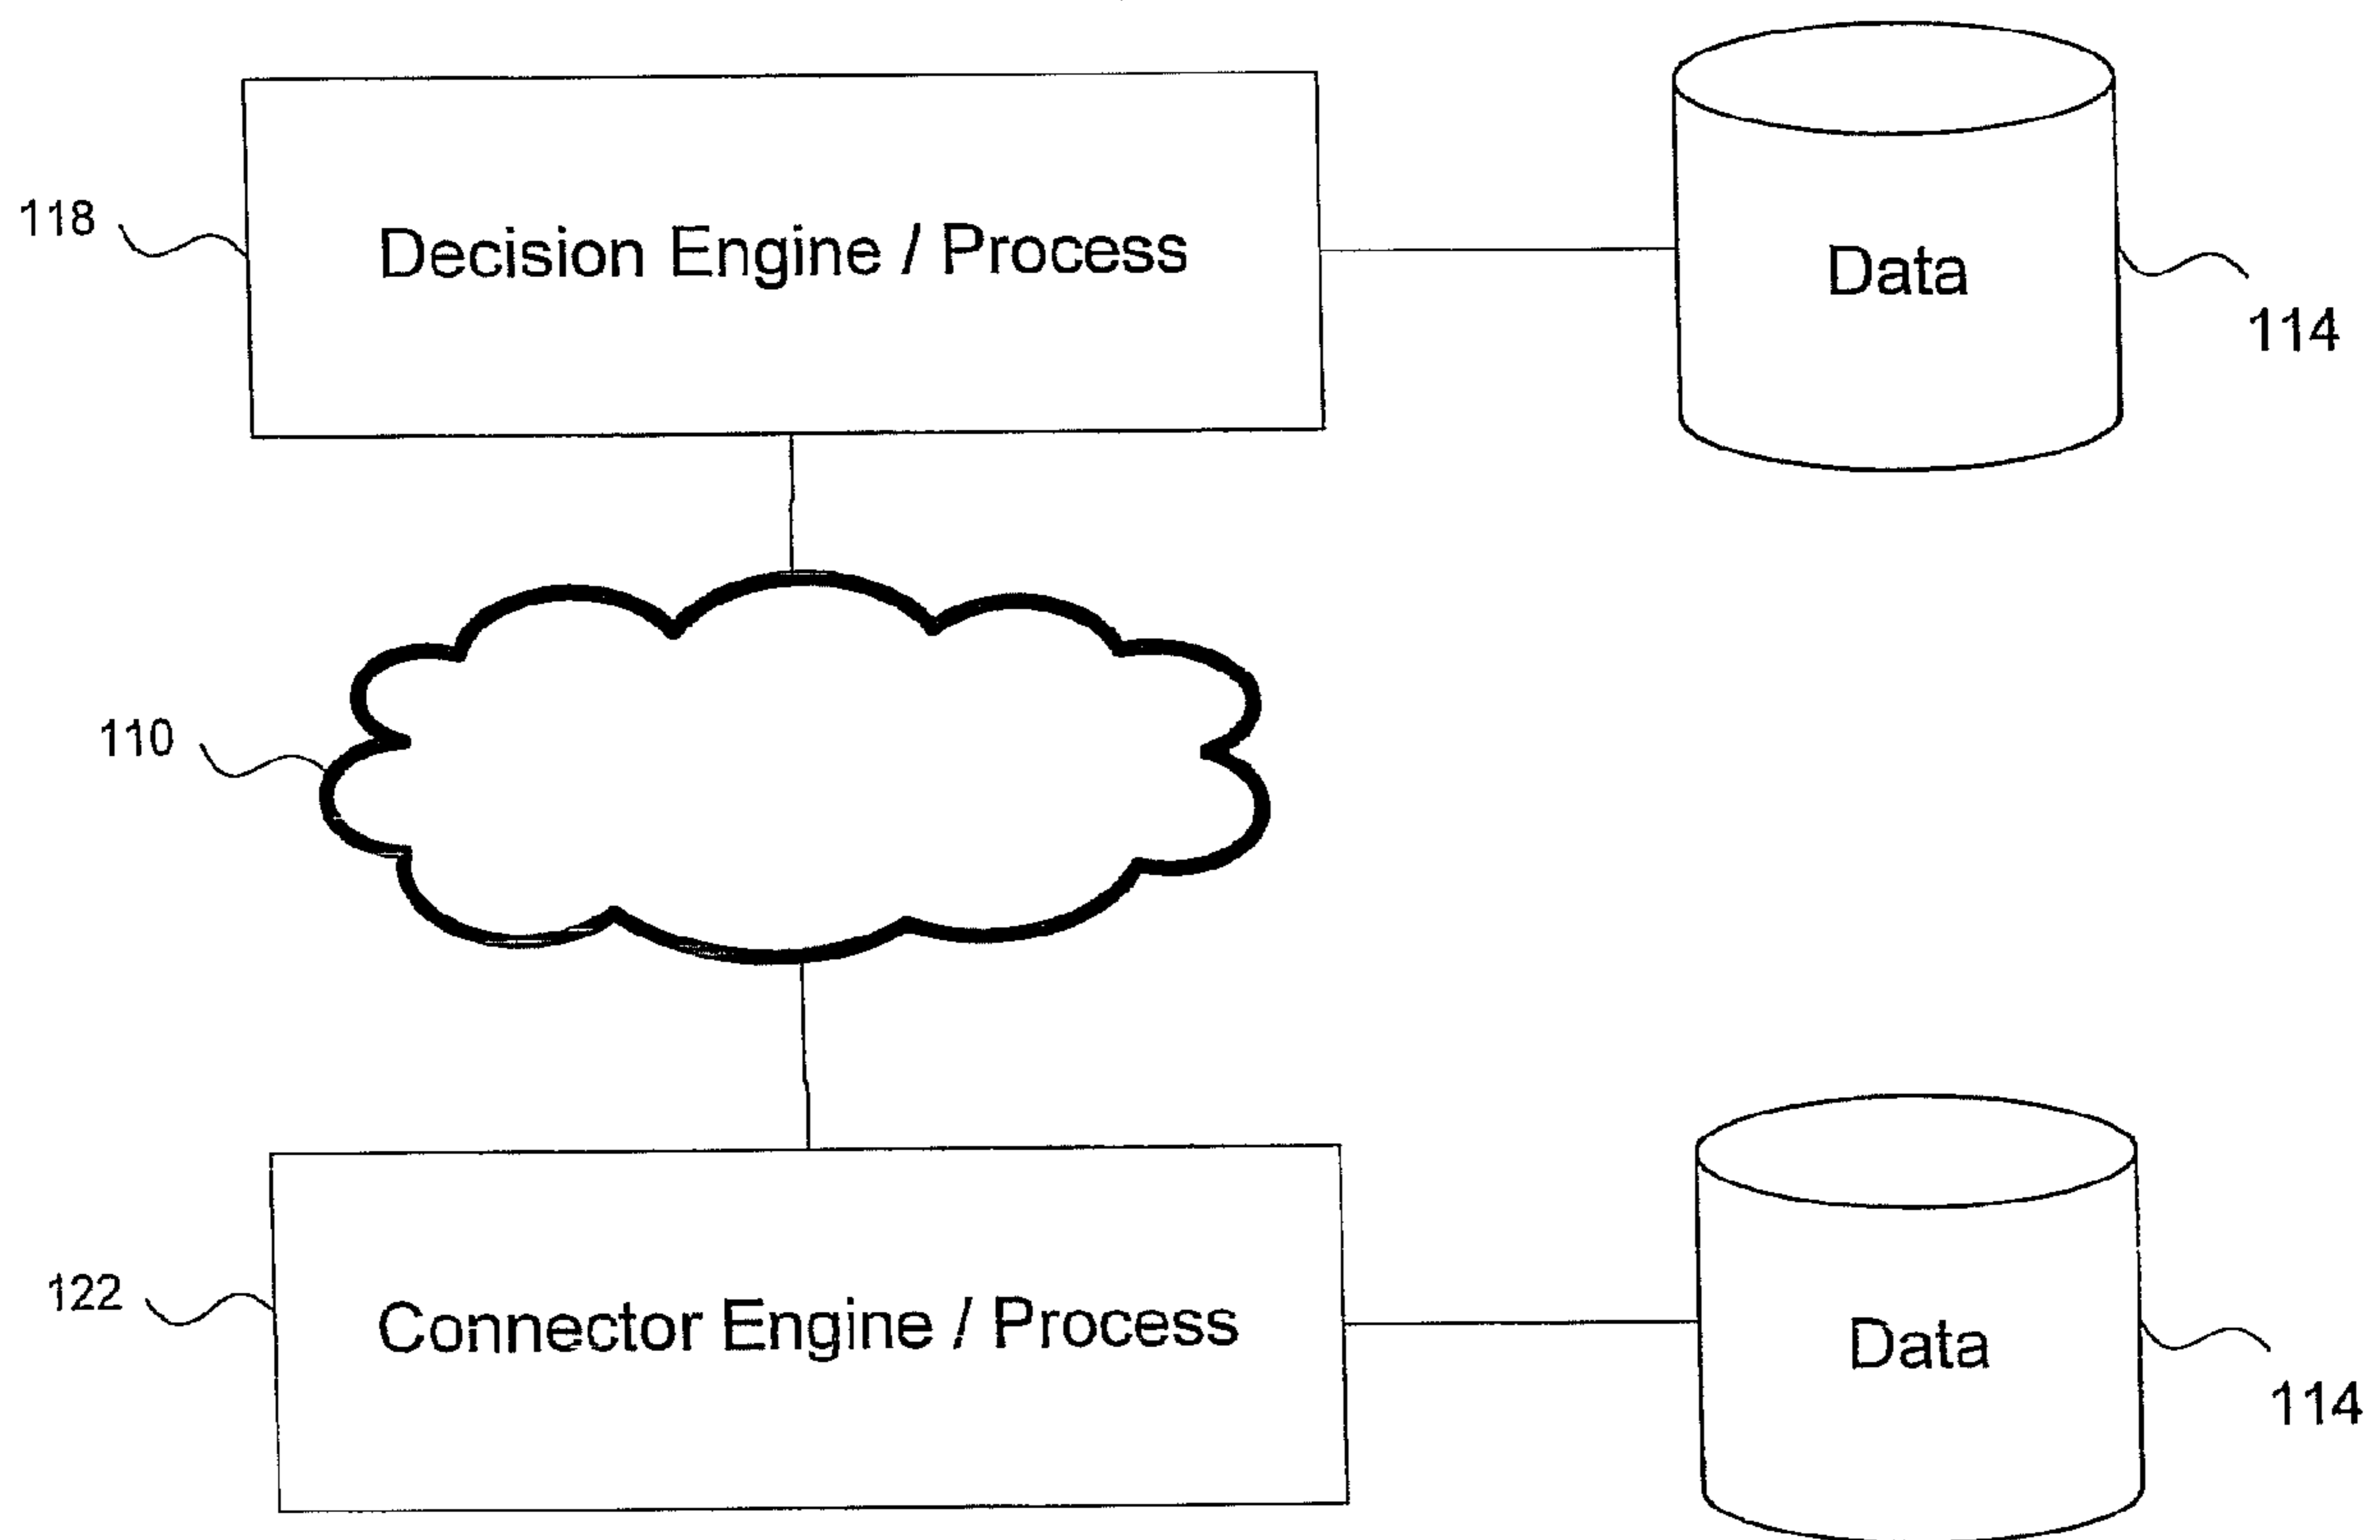 118
Decision Engine / Process
Data
114
110
122
Connector Engine / Process
Data
114